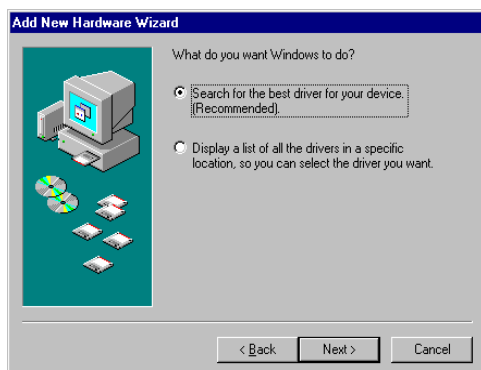 Add New Hardware Wizard
What do you want Windows to do?
Search for the best driver for your device.
(Recommended).
Display a list of all the drivers in a specific
location, so you can select the driver you want.
< Back
Next >
Cancel